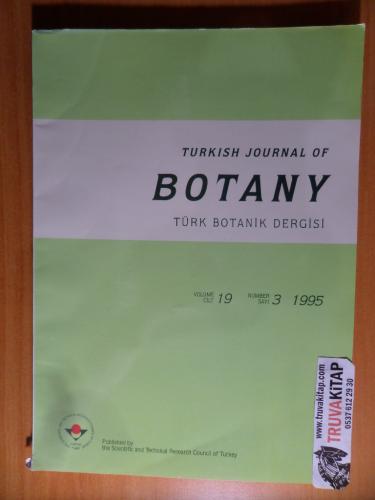 TURKISH JOURNAL OF
BOTANY
TÜRK BOTANİK DERGİSİ
VOLUME
CİLT 19 NUMBER
SAYI 3 1995
Published by
the Scientific and Technical Research Council of Turkey
www.truvakitap.com
TRUVAKİTAP
0537 612 29 30